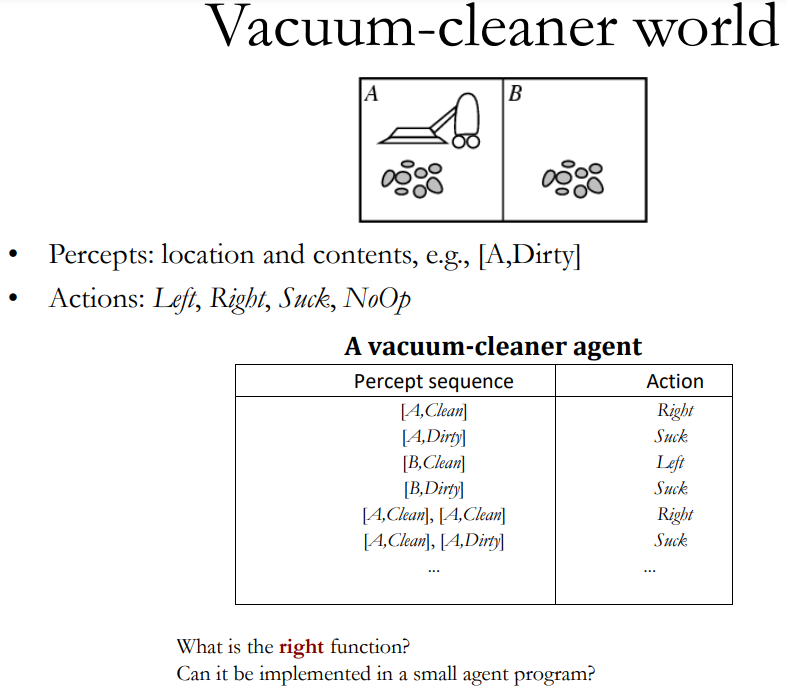 Vacuum-cleaner world
A B
• Percepts: location and contents, e.g., [A,Dirty]
• Actions: Left, Right, Suck, NoOp
A vacuum-cleaner agent
Percept sequence Action
[A,Clean] Right
[A,Dirty] Suck
[B,Clean] Left
[B,Dirty] Suck
[A,Clean], [A,Clean] Right
[A,Clean], [A,Dirty] Suck
... ...
What is the right function?
Can it be implemented in a small agent program?